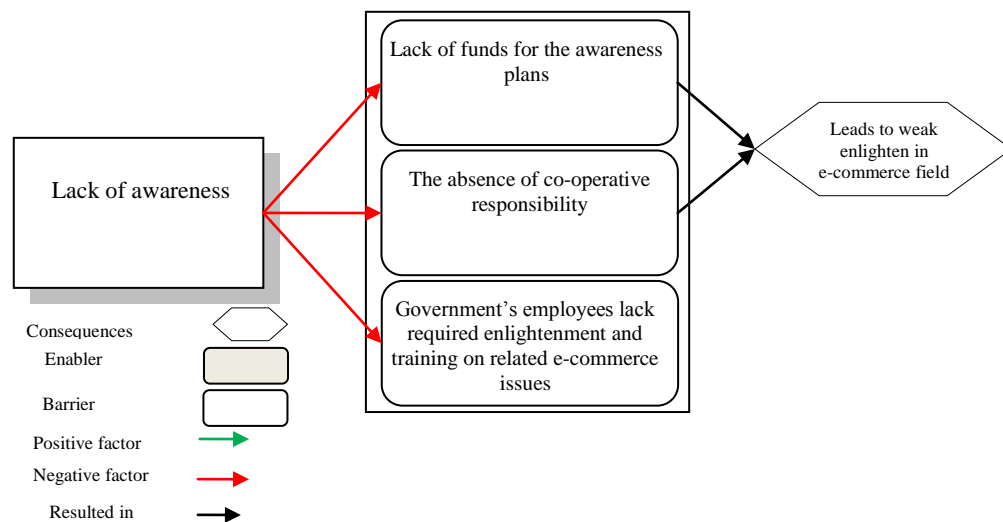 Lack of awareness
Lack of funds for the awareness
plans
The absence of co-operative
responsibility
Government’s employees lack
required enlightenment and
training on related e-commerce
issues
Leads to weak
enlighten in
e-commerce field
Consequences
Enabler
Barrier
Positive factor
Negative factor
Resulted in